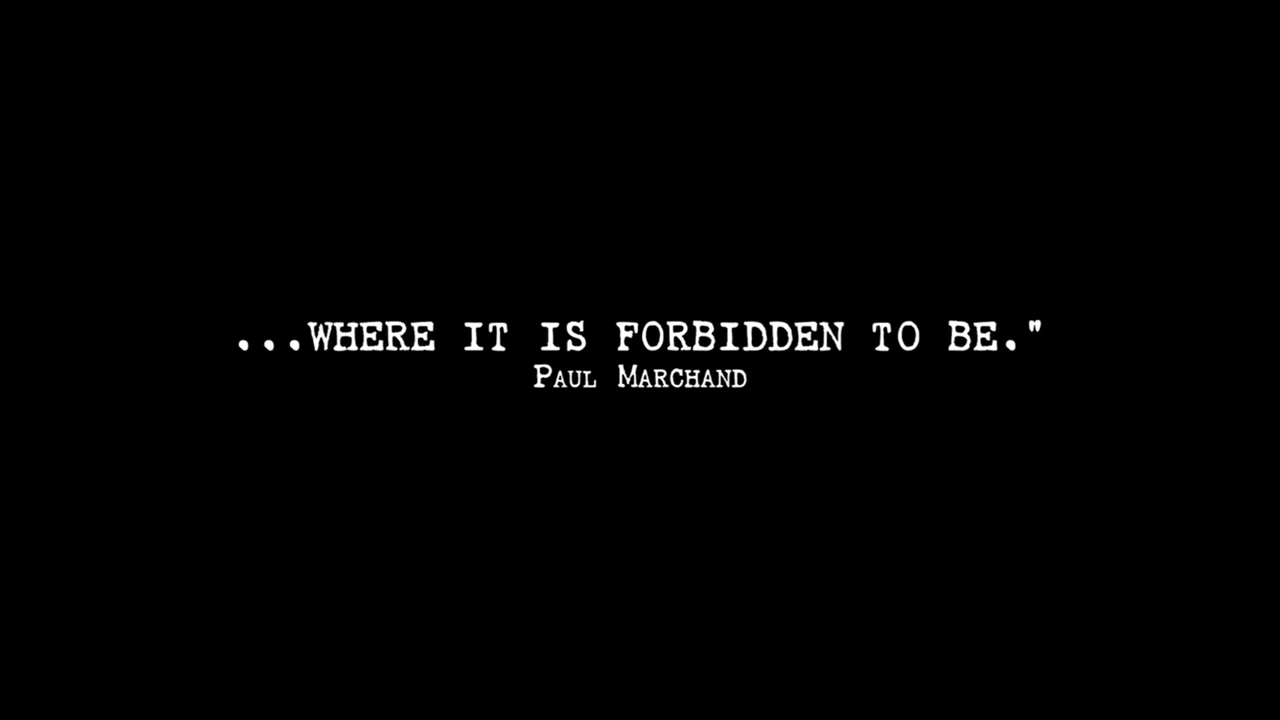 ...WHERE IT IS FORBIDDEN TO BE."
PAUL MARCHAND